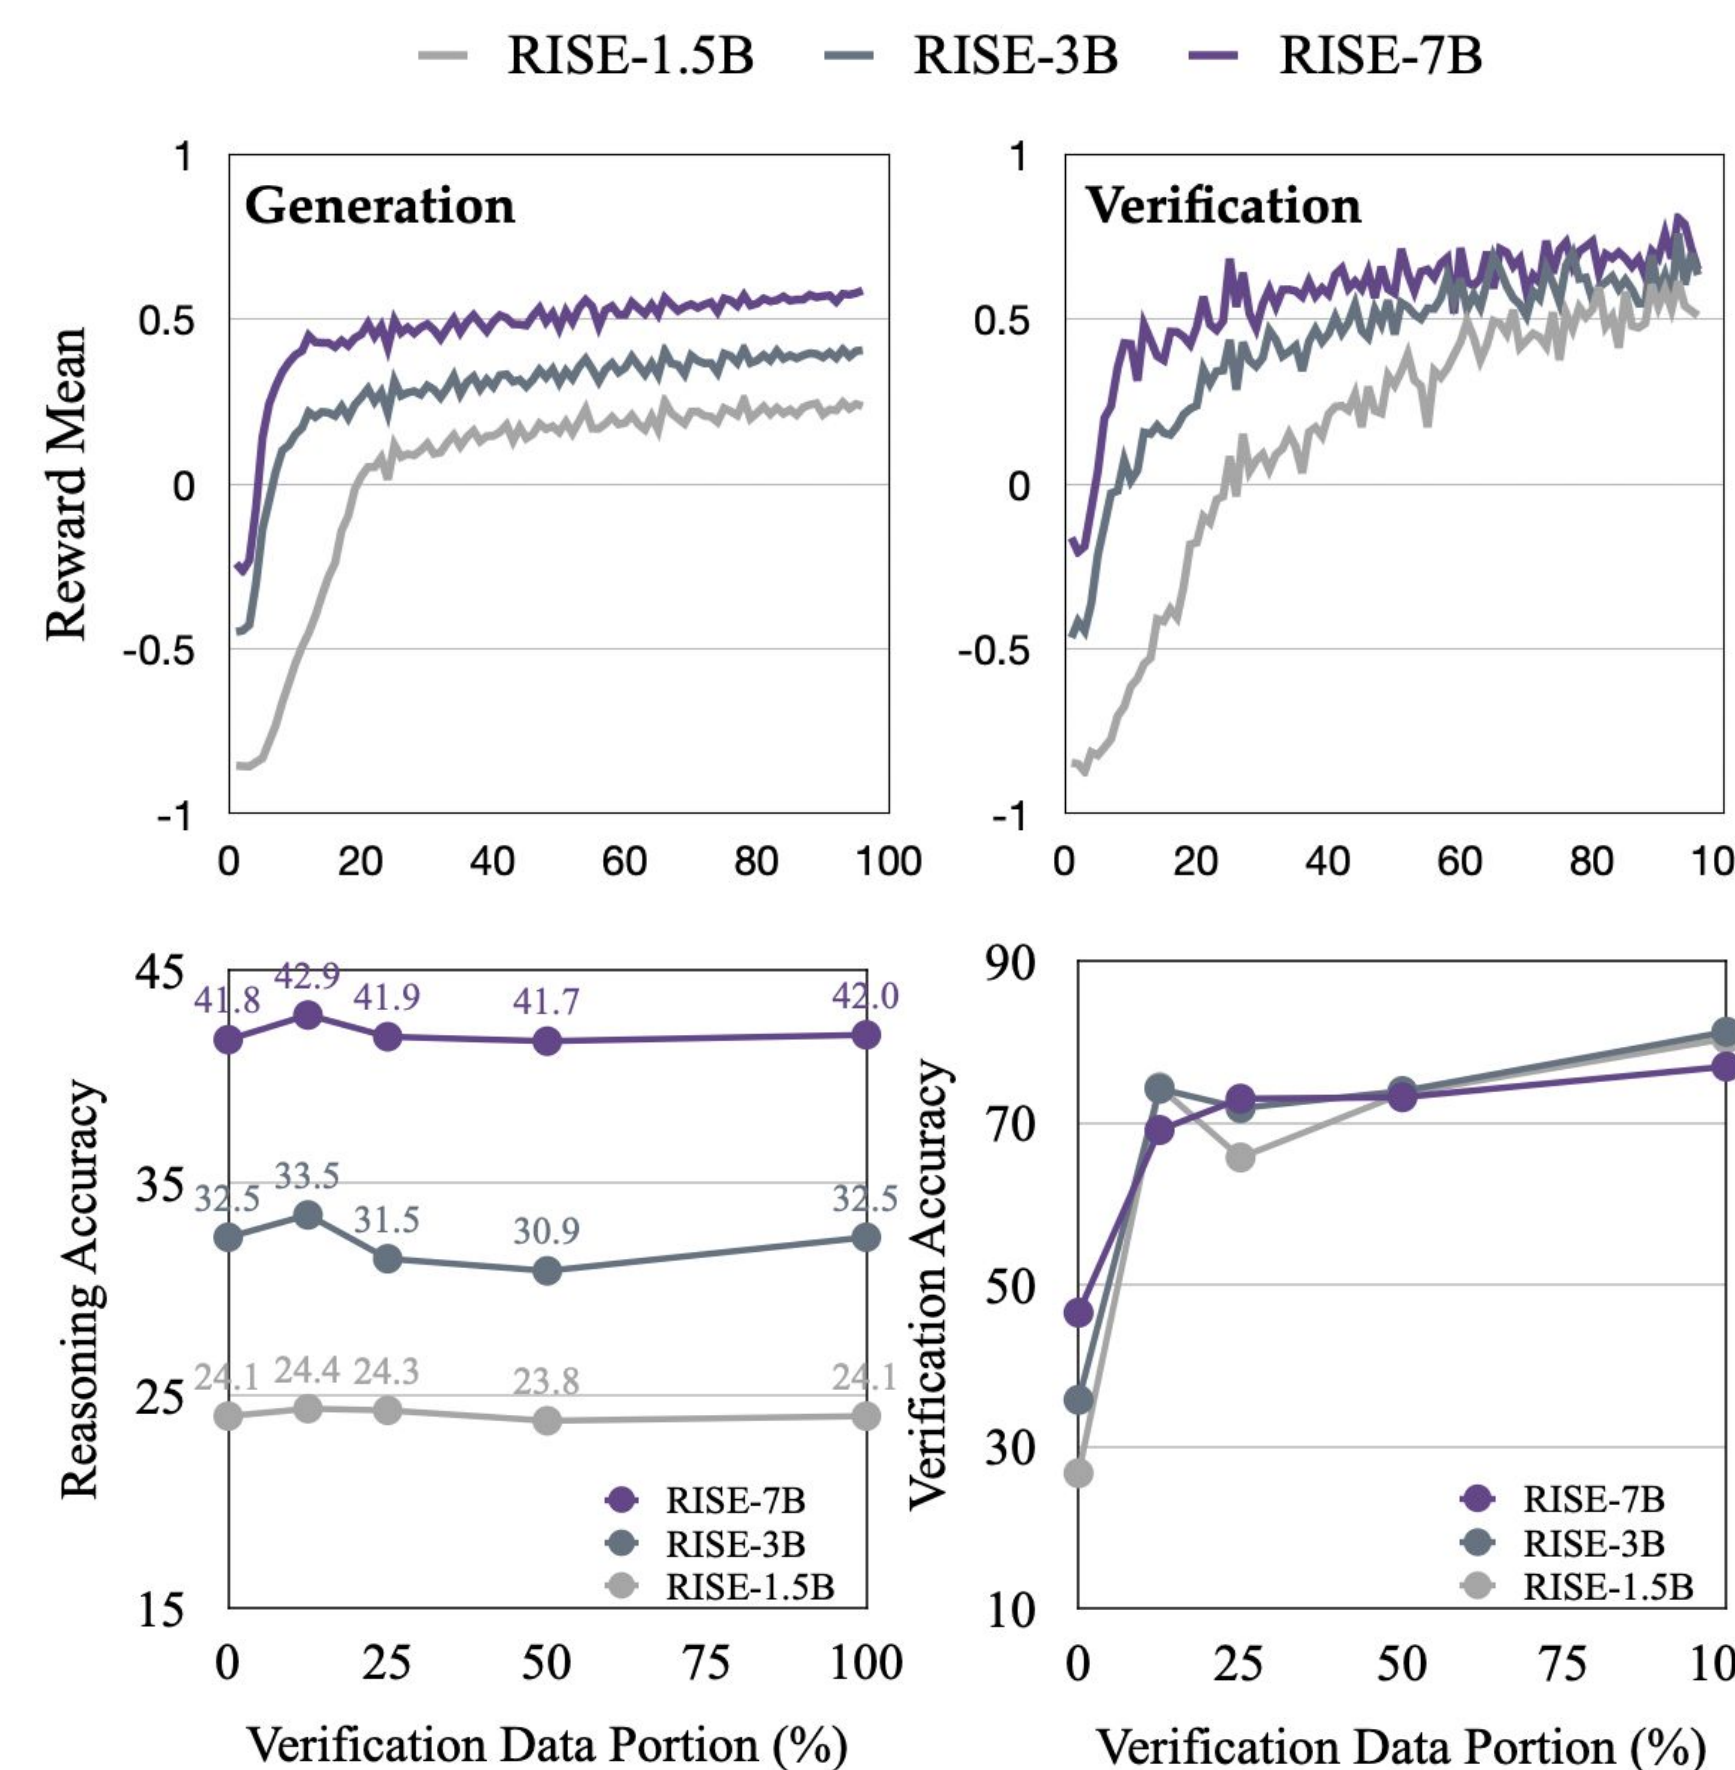 RISE-1.5B RISE-3B RISE-7B
Generation
1
0.5
0
-0.5
-1
0 20 40 60 80 100
Reward Mean
Verification
1
0.5
0
-0.5
-1
0 20 40 60 80 10
45
35
25
15
Reasoning Accuracy
41.8 42.9 41.9 41.7 42.0
32.5 33.5 31.5 30.9 32.5
24.1 24.4 24.3 23.8 24.1
RISE-7B
RISE-3B
RISE-1.5B
0 25 50 75 100
Verification Data Portion (%)
90
70
50
30
10
Verification Accuracy
RISE-7B
RISE-3B
RISE-1.5B
0 25 50 75 10
Verification Data Portion (%)